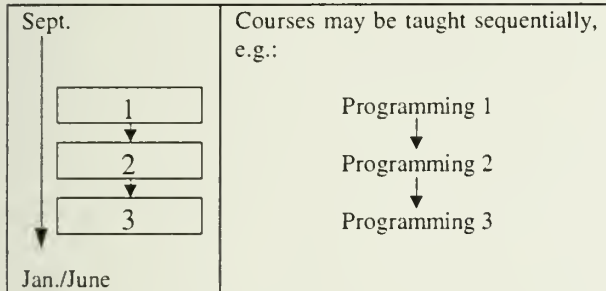 Sept.
1
2
3
Jan./June
Courses may be taught sequentially,
e.g.:
Programming 1
Programming 2
Programming 3